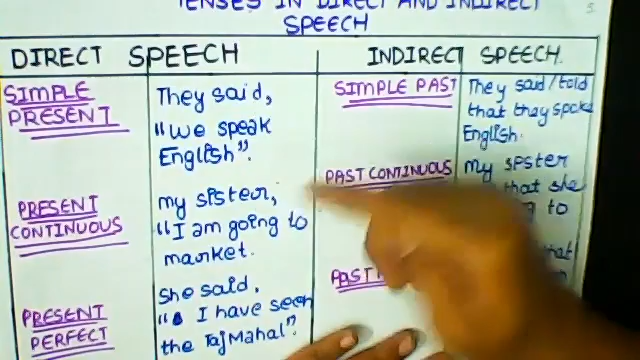 TENSES IN DIRECT AND INDIRECT
SPEECH
5
DIRECT SPEECH
INDIRECT SPEECH.
SIMPLE
PRESENT
They said,
"we speak
English".
SIMPLE PAST
They said/told
that they spoke
English.
PRESENT
CONTINUOUS
my sister,
"I am going to
market.
PAST CONTINUOUS
my sister
that she
to
PRESENT
PERFECT
she said,
"I have seen
the Taj Mahal".
PAST